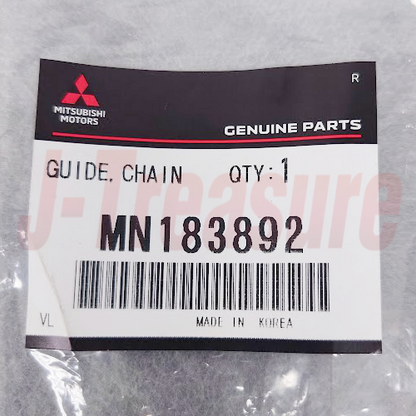 R
MITSUBISHI
MOTORS
GENUINE PARTS
GUIDE, CHAIN QTY:1
J-Treasure
MN183892
VL MADE IN KOREA